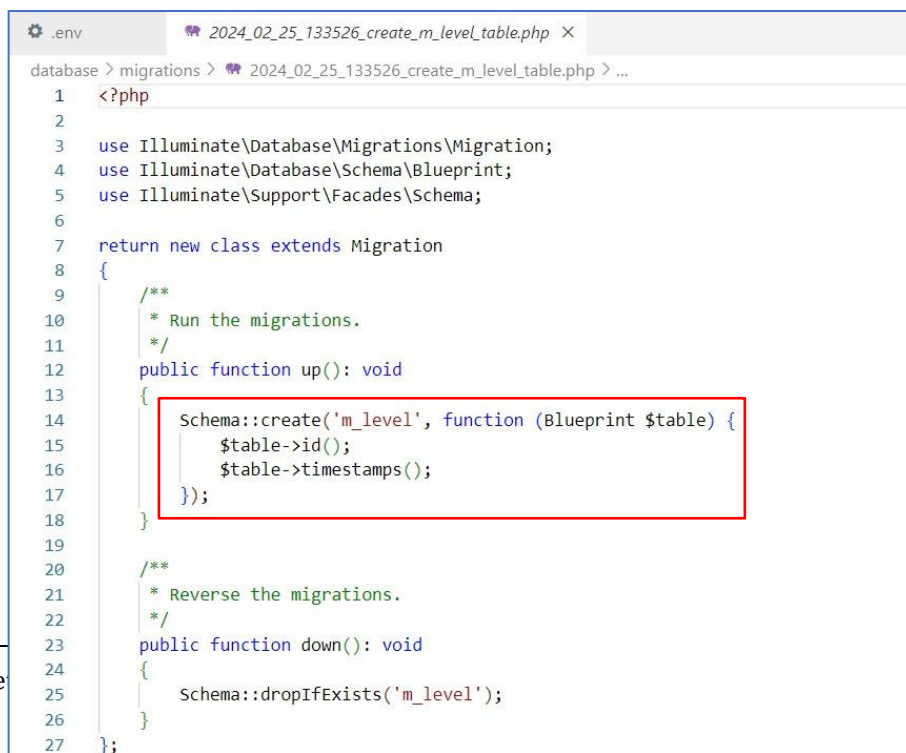 .env 2024_02_25_133526_create_m_level_table.php ×
database > migrations > 2024_02_25_133526_create_m_level_table.php > ...
1 <?php
2
3 use Illuminate\Database\Migrations\Migration;
4 use Illuminate\Database\Schema\Blueprint;
5 use Illuminate\Support\Facades\Schema;
6
7 return new class extends Migration
8 {
9     /**
10      * Run the migrations.
11      */
12     public function up(): void
13     {
14         Schema::create('m_level', function (Blueprint $table) {
15             $table->id();
16             $table->timestamps();
17         });
18     }
19
20     /**
21      * Reverse the migrations.
22      */
23     public function down(): void
24     {
25         Schema::dropIfExists('m_level');
26     }
27 };